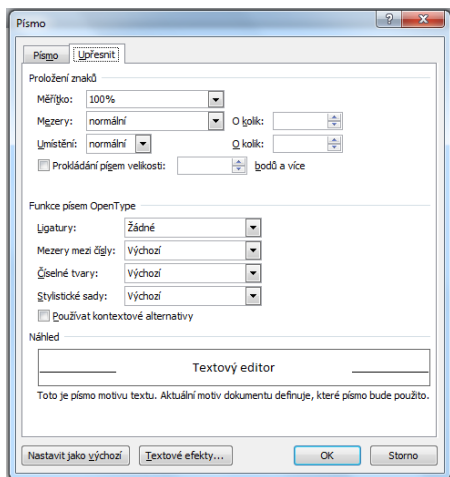 Písmo
Písmo Upřesnit
Proložení znaků
Měřítko: 100%
Mezery: normální O kolik:
Umístění: normální O kolik:
Prokládání písem velikosti: bodů a více
Funkce písem OpenType
Ligatury: Žádné
Mezery mezi čísly: Výchozí
Číselné tvary: Výchozí
Stylistické sady: Výchozí
Používat kontextové alternativy
Náhled
Textový editor
Toto je písmo motivu textu. Aktuální motiv dokumentu definuje, které písmo bude použito.
Nastavit jako výchozí Textové efekty... OK Storno